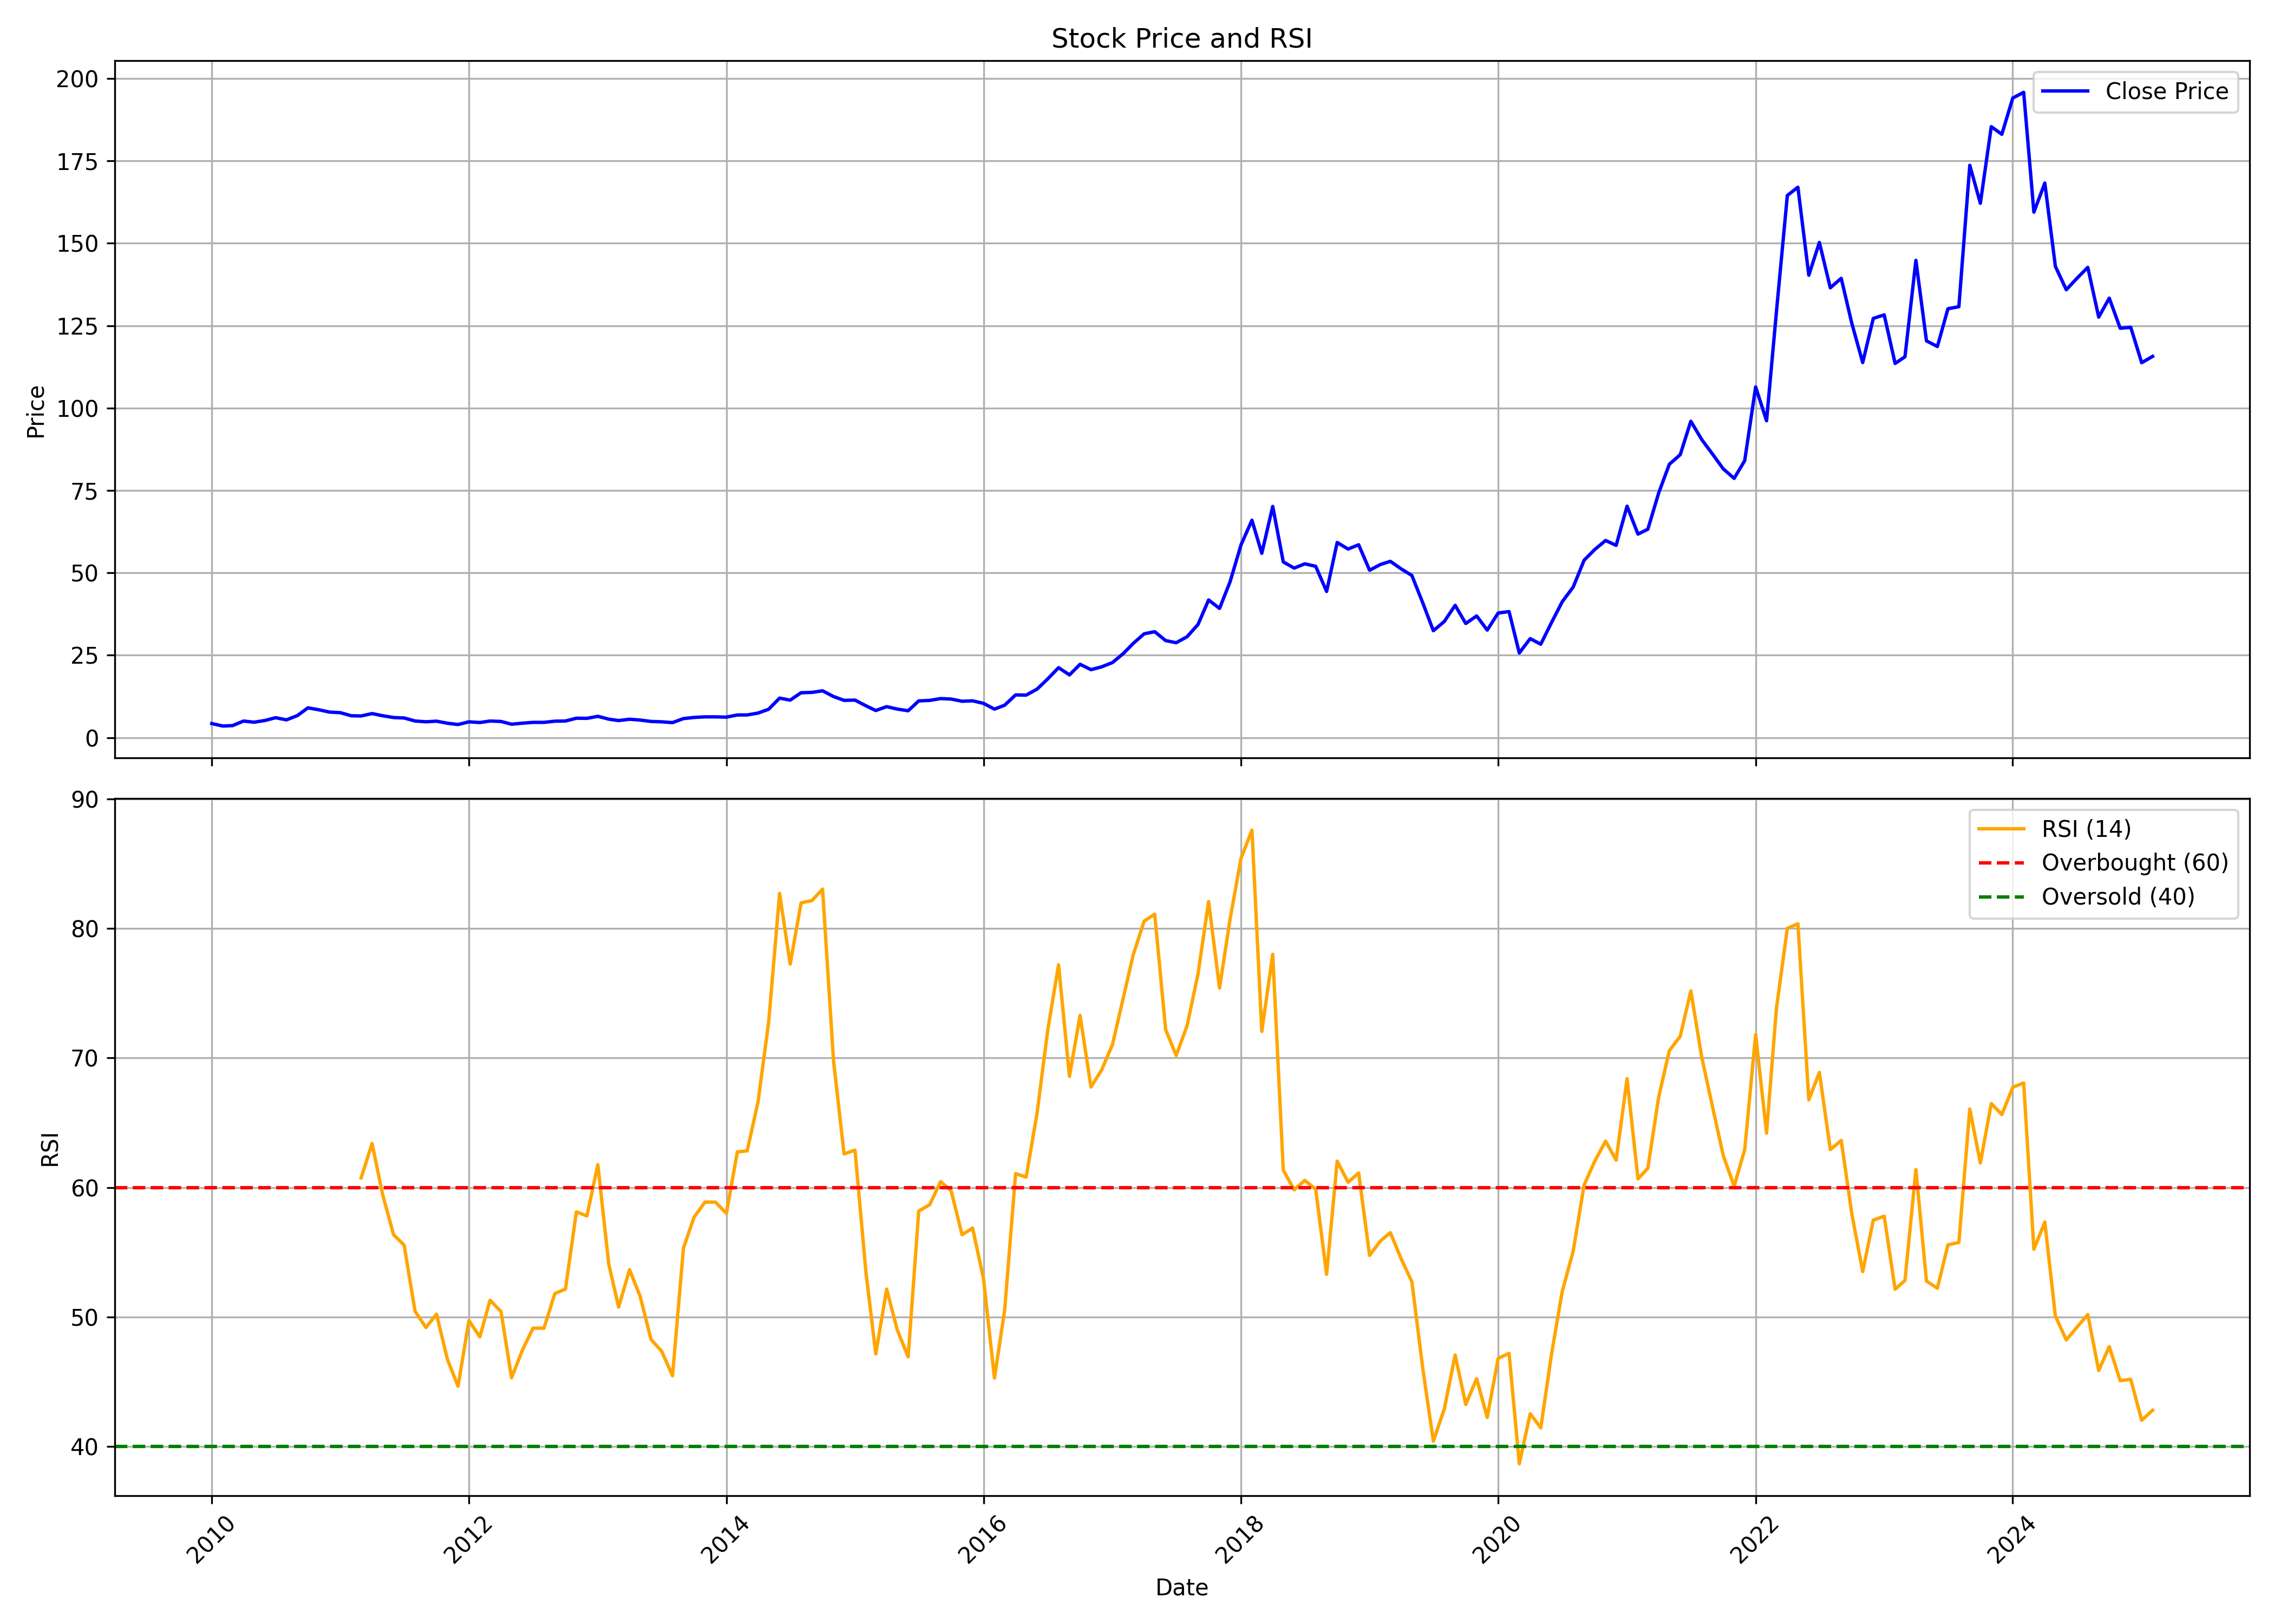 Stock Price and RSI
Close Price
Price
200
175
150
125
100
75
50
25
0
RSI (14)
Overbought (60)
Oversold (40)
RSI
90
80
70
60
50
40
2010
2012
2014
2016
2018
2020
2022
2024
Date